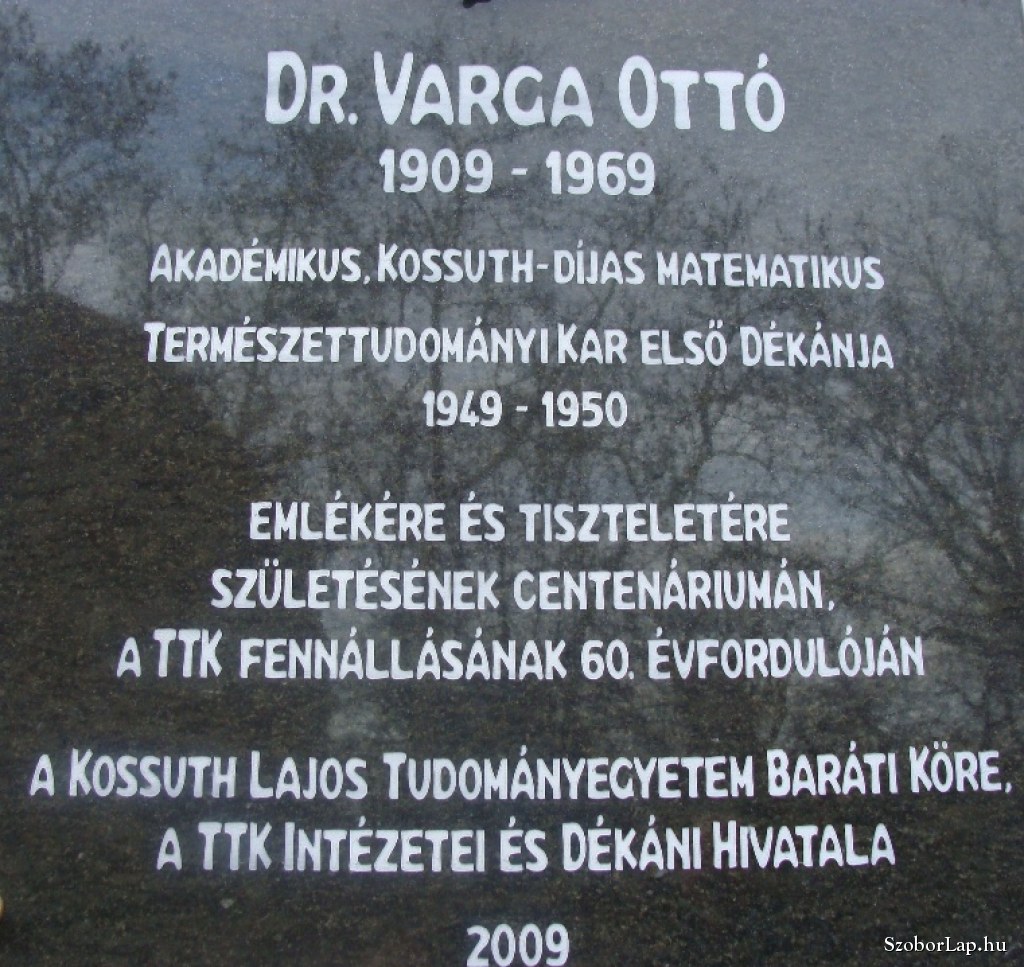 DR. VARGA OTTÓ
1909 - 1969
AKADÉMIKUS, KOSSUTH-DÍJAS MATEMATIKUS
TERMÉSZETTUDOMÁNYI KAR ELSŐ DÉKÁNJA
1949 - 1950
EMLÉKÉRE ÉS TISZTELETÉRE
SZÜLETÉSÉNEK CENTENÁRIUMÁN,
A TTK FENNÁLLÁSÁNAK 60. ÉVFORDULÓJÁN
A KOSSUTH LAJOS TUDOMÁNYEGYETEM BARÁTI KÖRE,
A TTK INTÉZETEI ÉS DÉKÁNI HIVATALA
2009
SzoborLap.hu